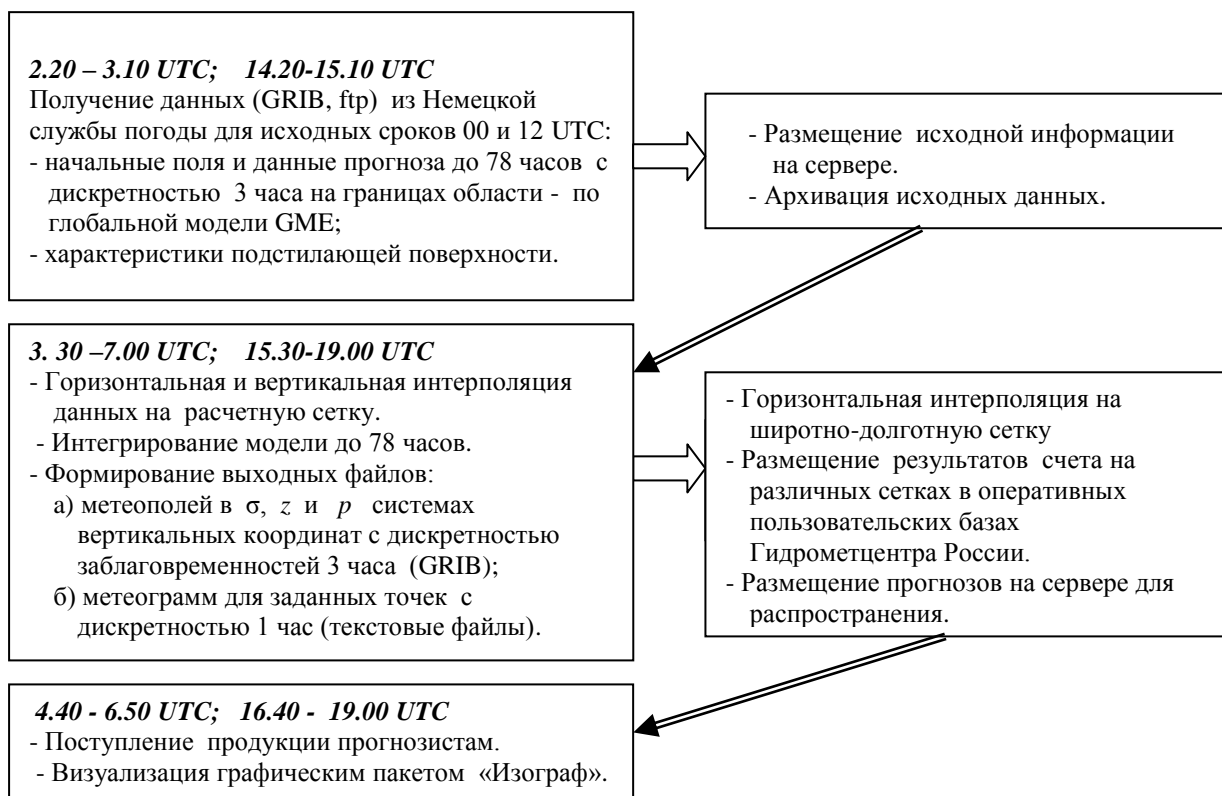 2.20 – 3.10 UTC; 14.20-15.10 UTC
Получение данных (GRIB, ftp) из Немецкой
службы погоды для исходных сроков 00 и 12 UTC:
- начальные поля и данные прогноза до 78 часов с
дискретностью 3 часа на границах области - по
глобальной модели GME;
- характеристики подстилающей поверхности.
- Размещение исходной информации
на сервере.
- Архивация исходных данных.
3. 30 –7.00 UTC; 15.30-19.00 UTC
- Горизонтальная и вертикальная интерполяция
данных на расчетную сетку.
- Интегрирование модели до 78 часов.
- Формирование выходных файлов:
а) метеополей в σ, z и p системах
вертикальных координат с дискретностью
заблаговременностей 3 часа (GRIB);
б) метеограмм для заданных точек с
дискретностью 1 час (текстовые файлы).
- Горизонтальная интерполяция на
широтно-долготную сетку
- Размещение результатов счета на
различных сетках в оперативных
пользовательских базах
Гидрометцентра России.
- Размещение прогнозов на сервере для
распространения.
4.40 - 6.50 UTC; 16.40 - 19.00 UTC
- Поступление продукции прогнозистам.
- Визуализация графическим пакетом «Изограф».